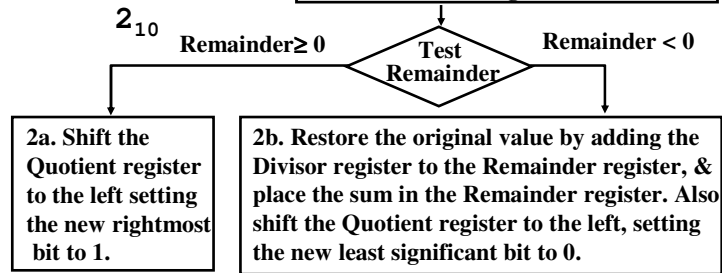 2₁₀
Remainder≥ 0
Test
Remainder
Remainder < 0
2a. Shift the
Quotient register
to the left setting
the new rightmost
bit to 1.
2b. Restore the original value by adding the
Divisor register to the Remainder register, &
place the sum in the Remainder register. Also
shift the Quotient register to the left, setting
the new least significant bit to 0.